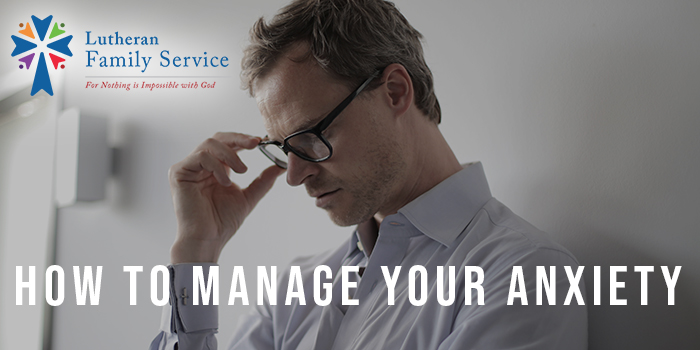 Lutheran
Family Service
For Nothing is Impossible with God
HOW TO MANAGE YOUR ANXIETY